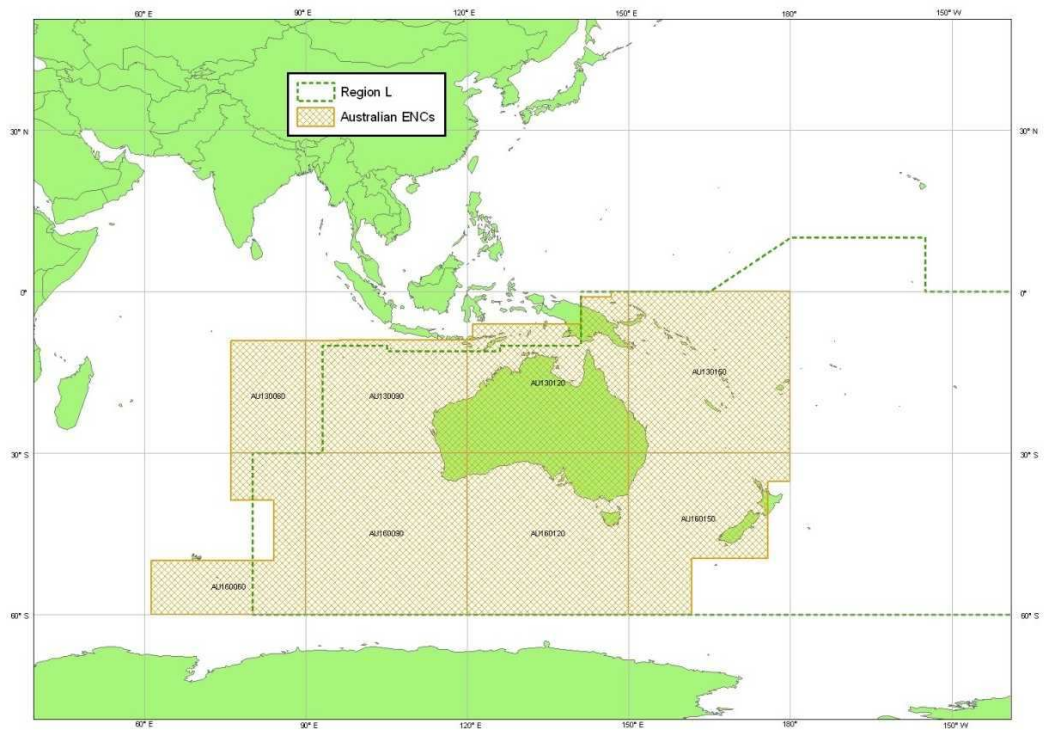 60° E 90° E 120° E 150° E 180° 150° W
Region L
Australian ENCs
30° N 30° N
0° 0°
AU130150
AU130120
AU130060 AU130090
30° S 30° S
AU160150
AU160090 AU160120
AU160060
60° S 60° S
60° E 90° E 120° E 150° E 180° 150° W